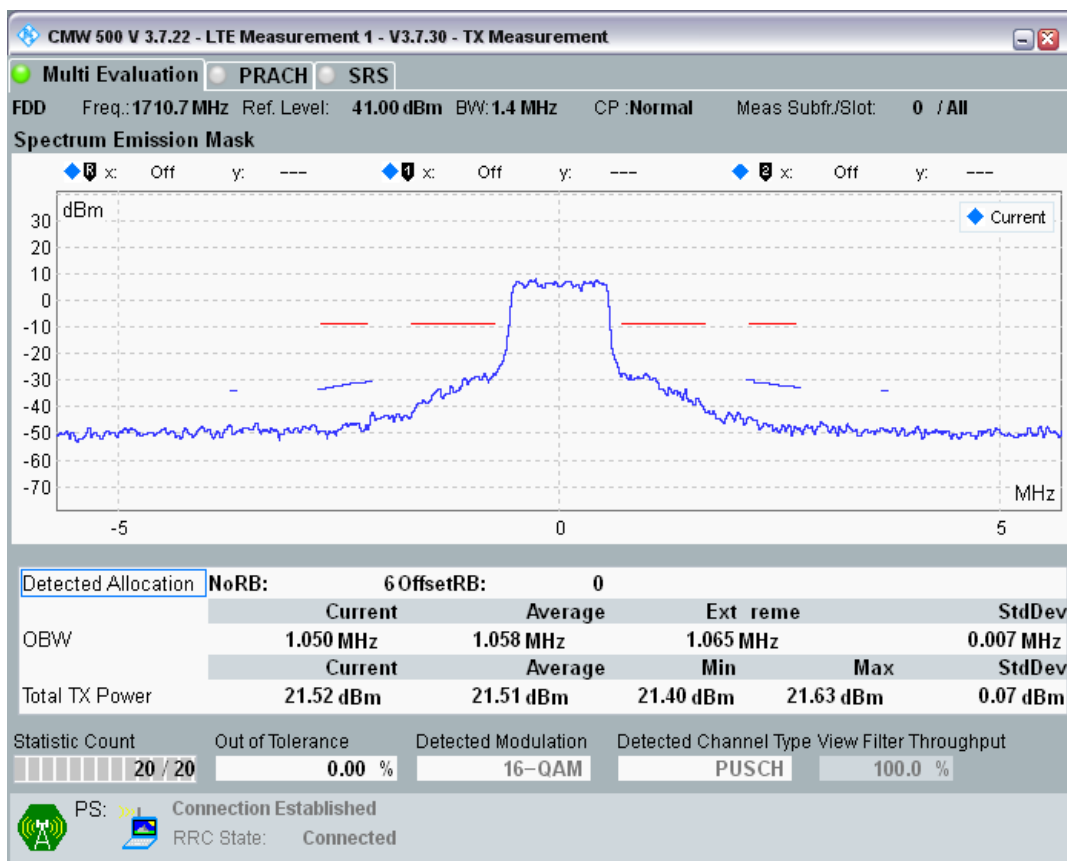 CMW 500 V 3.7.22 - LTE Measurement 1 - V3.7.30 - TX Measurement
Multi Evaluation PRACH SRS
FDD Freq.: 1710.7 MHz Ref. Level: 41.00 dBm BW: 1.4 MHz CP :Normal Meas Subfr./Slot: 0 / All
Spectrum Emission Mask
R x: Off y: --- 1 x: Off y: --- 2 x: Off y: ---
dBm
Current
30
20
10
0
-10
-20
-30
-40
-50
-60
-70
MHz
-5 0 5
Detected Allocation NoRB: 6 OffsetRB: 0
Current Average Ext reme StdDev
OBW 1.050 MHz 1.058 MHz 1.065 MHz 0.007 MHz
Current Average Min Max StdDev
Total TX Power 21.52 dBm 21.51 dBm 21.40 dBm 21.63 dBm 0.07 dBm
Statistic Count Out of Tolerance Detected Modulation Detected Channel Type View Filter Throughput
20 / 20 0.00 % 16-QAM PUSCH 100.0 %
PS: Connection Established
RRC State: Connected